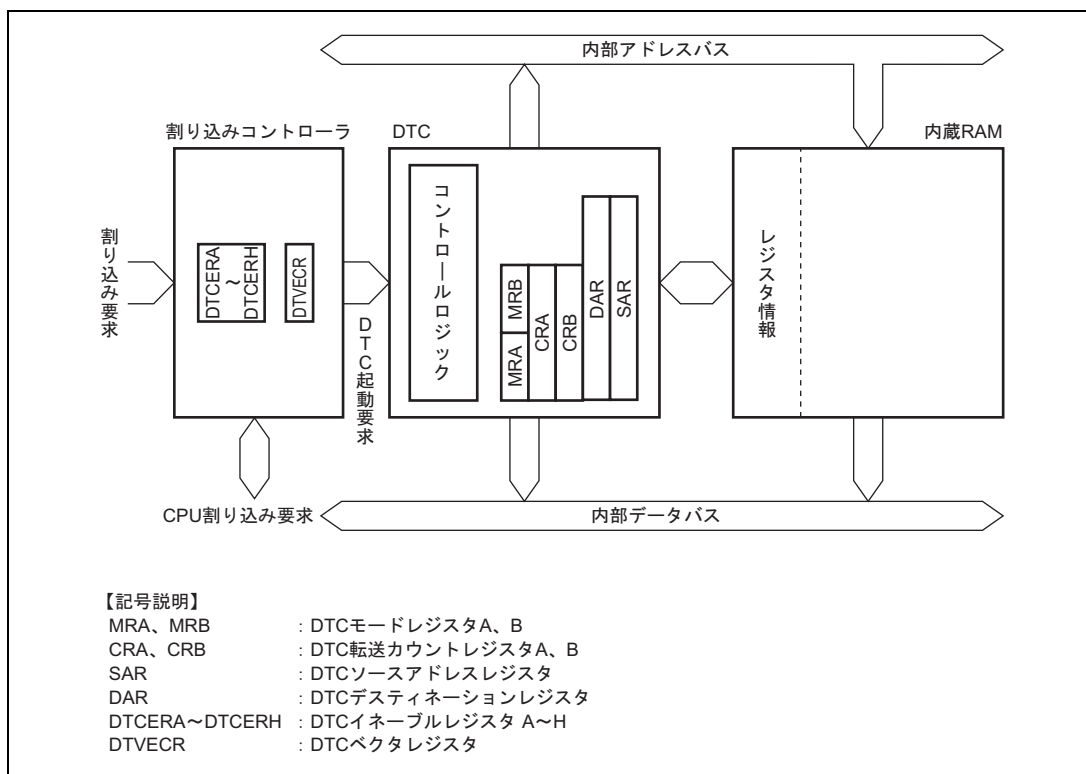 内部アドレスバス
割り込みコントローラ
DTC
内蔵RAM
割り込み要求
DTCERA
～
DTCERH
DTVECR
DTC起動要求
コントロールロジック
MRA
MRB
CRA
CRB
DAR
SAR
レジスタ情報
CPU割り込み要求
内部データバス
【記号説明】
MRA、MRB : DTCモードレジスタA、B
CRA、CRB : DTC転送カウントレジスタA、B
SAR : DTCソースアドレスレジスタ
DAR : DTCデスティネーションレジスタ
DTCERA～DTCERH : DTCイネーブルレジスタ A～H
DTVECR : DTCベクタレジスタ